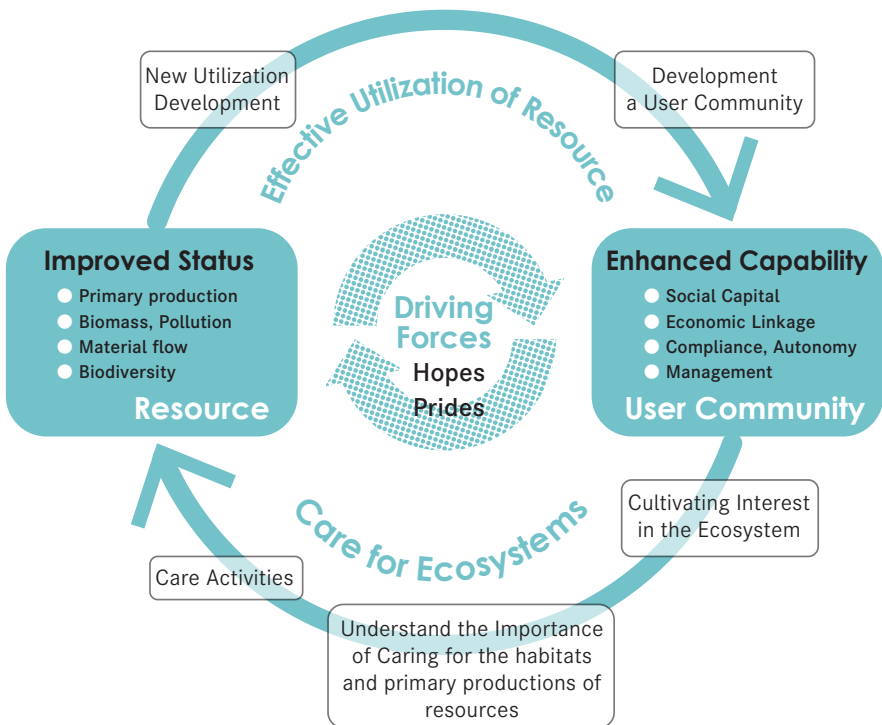 New Utilization
Development
Development
a User Community
Effective Utilization of Resource
Improved Status
Primary production
Biomass, Pollution
Material flow
Biodiversity
Resource
Driving
Forces
Hopes
Prides
Enhanced Capability
Social Capital
Economic Linkage
Compliance, Autonomy
Management
User Community
Care for Ecosystems
Cultivating Interest
in the Ecosystem
Care Activities
Understand the Importance
of Caring for the habitats
and primary productions of
resources